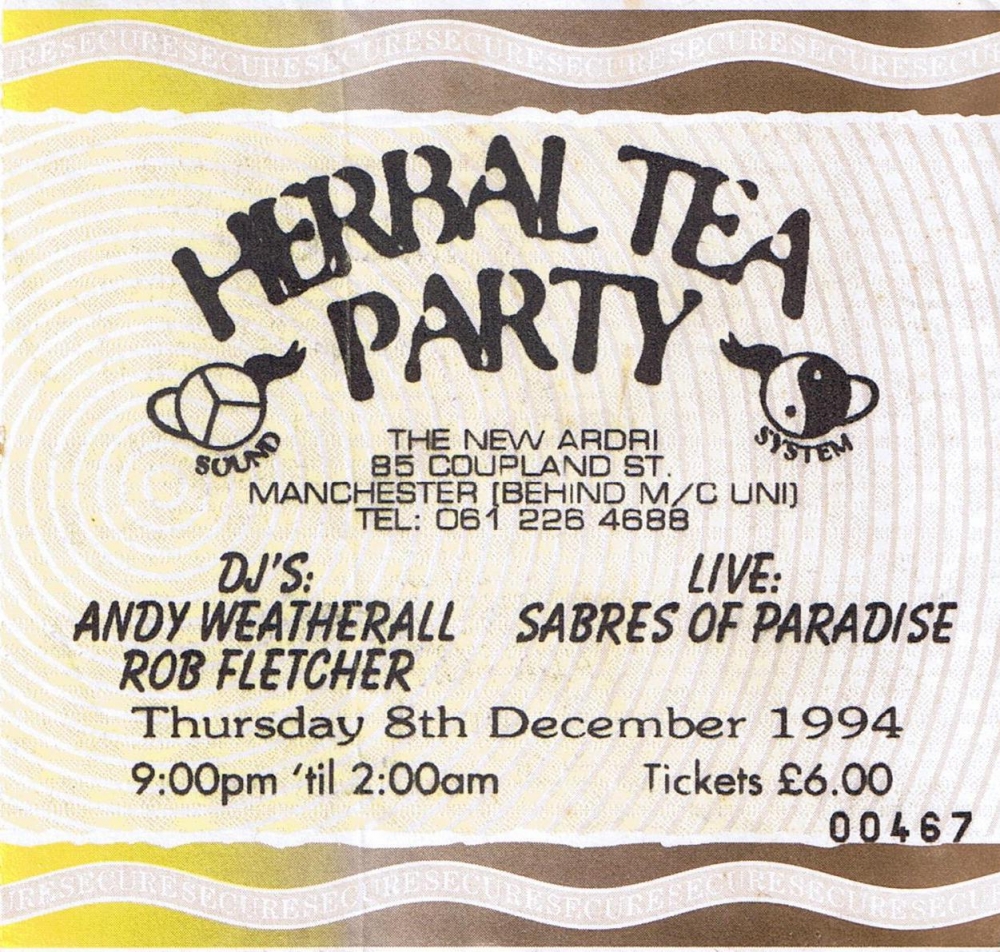 RESECURESECURESECURESECURESECURESECURESECU
HERBAL TEA
PARTY
SOUND
SYSTEM
THE NEW ARDRI
85 COUPLAND ST.
MANCHESTER (BEHIND M/C UNI)
TEL: 061 226 4688
DJ'S:
ANDY WEATHERALL
ROB FLETCHER
LIVE:
SABRES OF PARADISE
Thursday 8th December 1994
9:00pm 'til 2:00am
Tickets £6.00
00467
URESECURESECURESECURESECURESECURESECURESECU